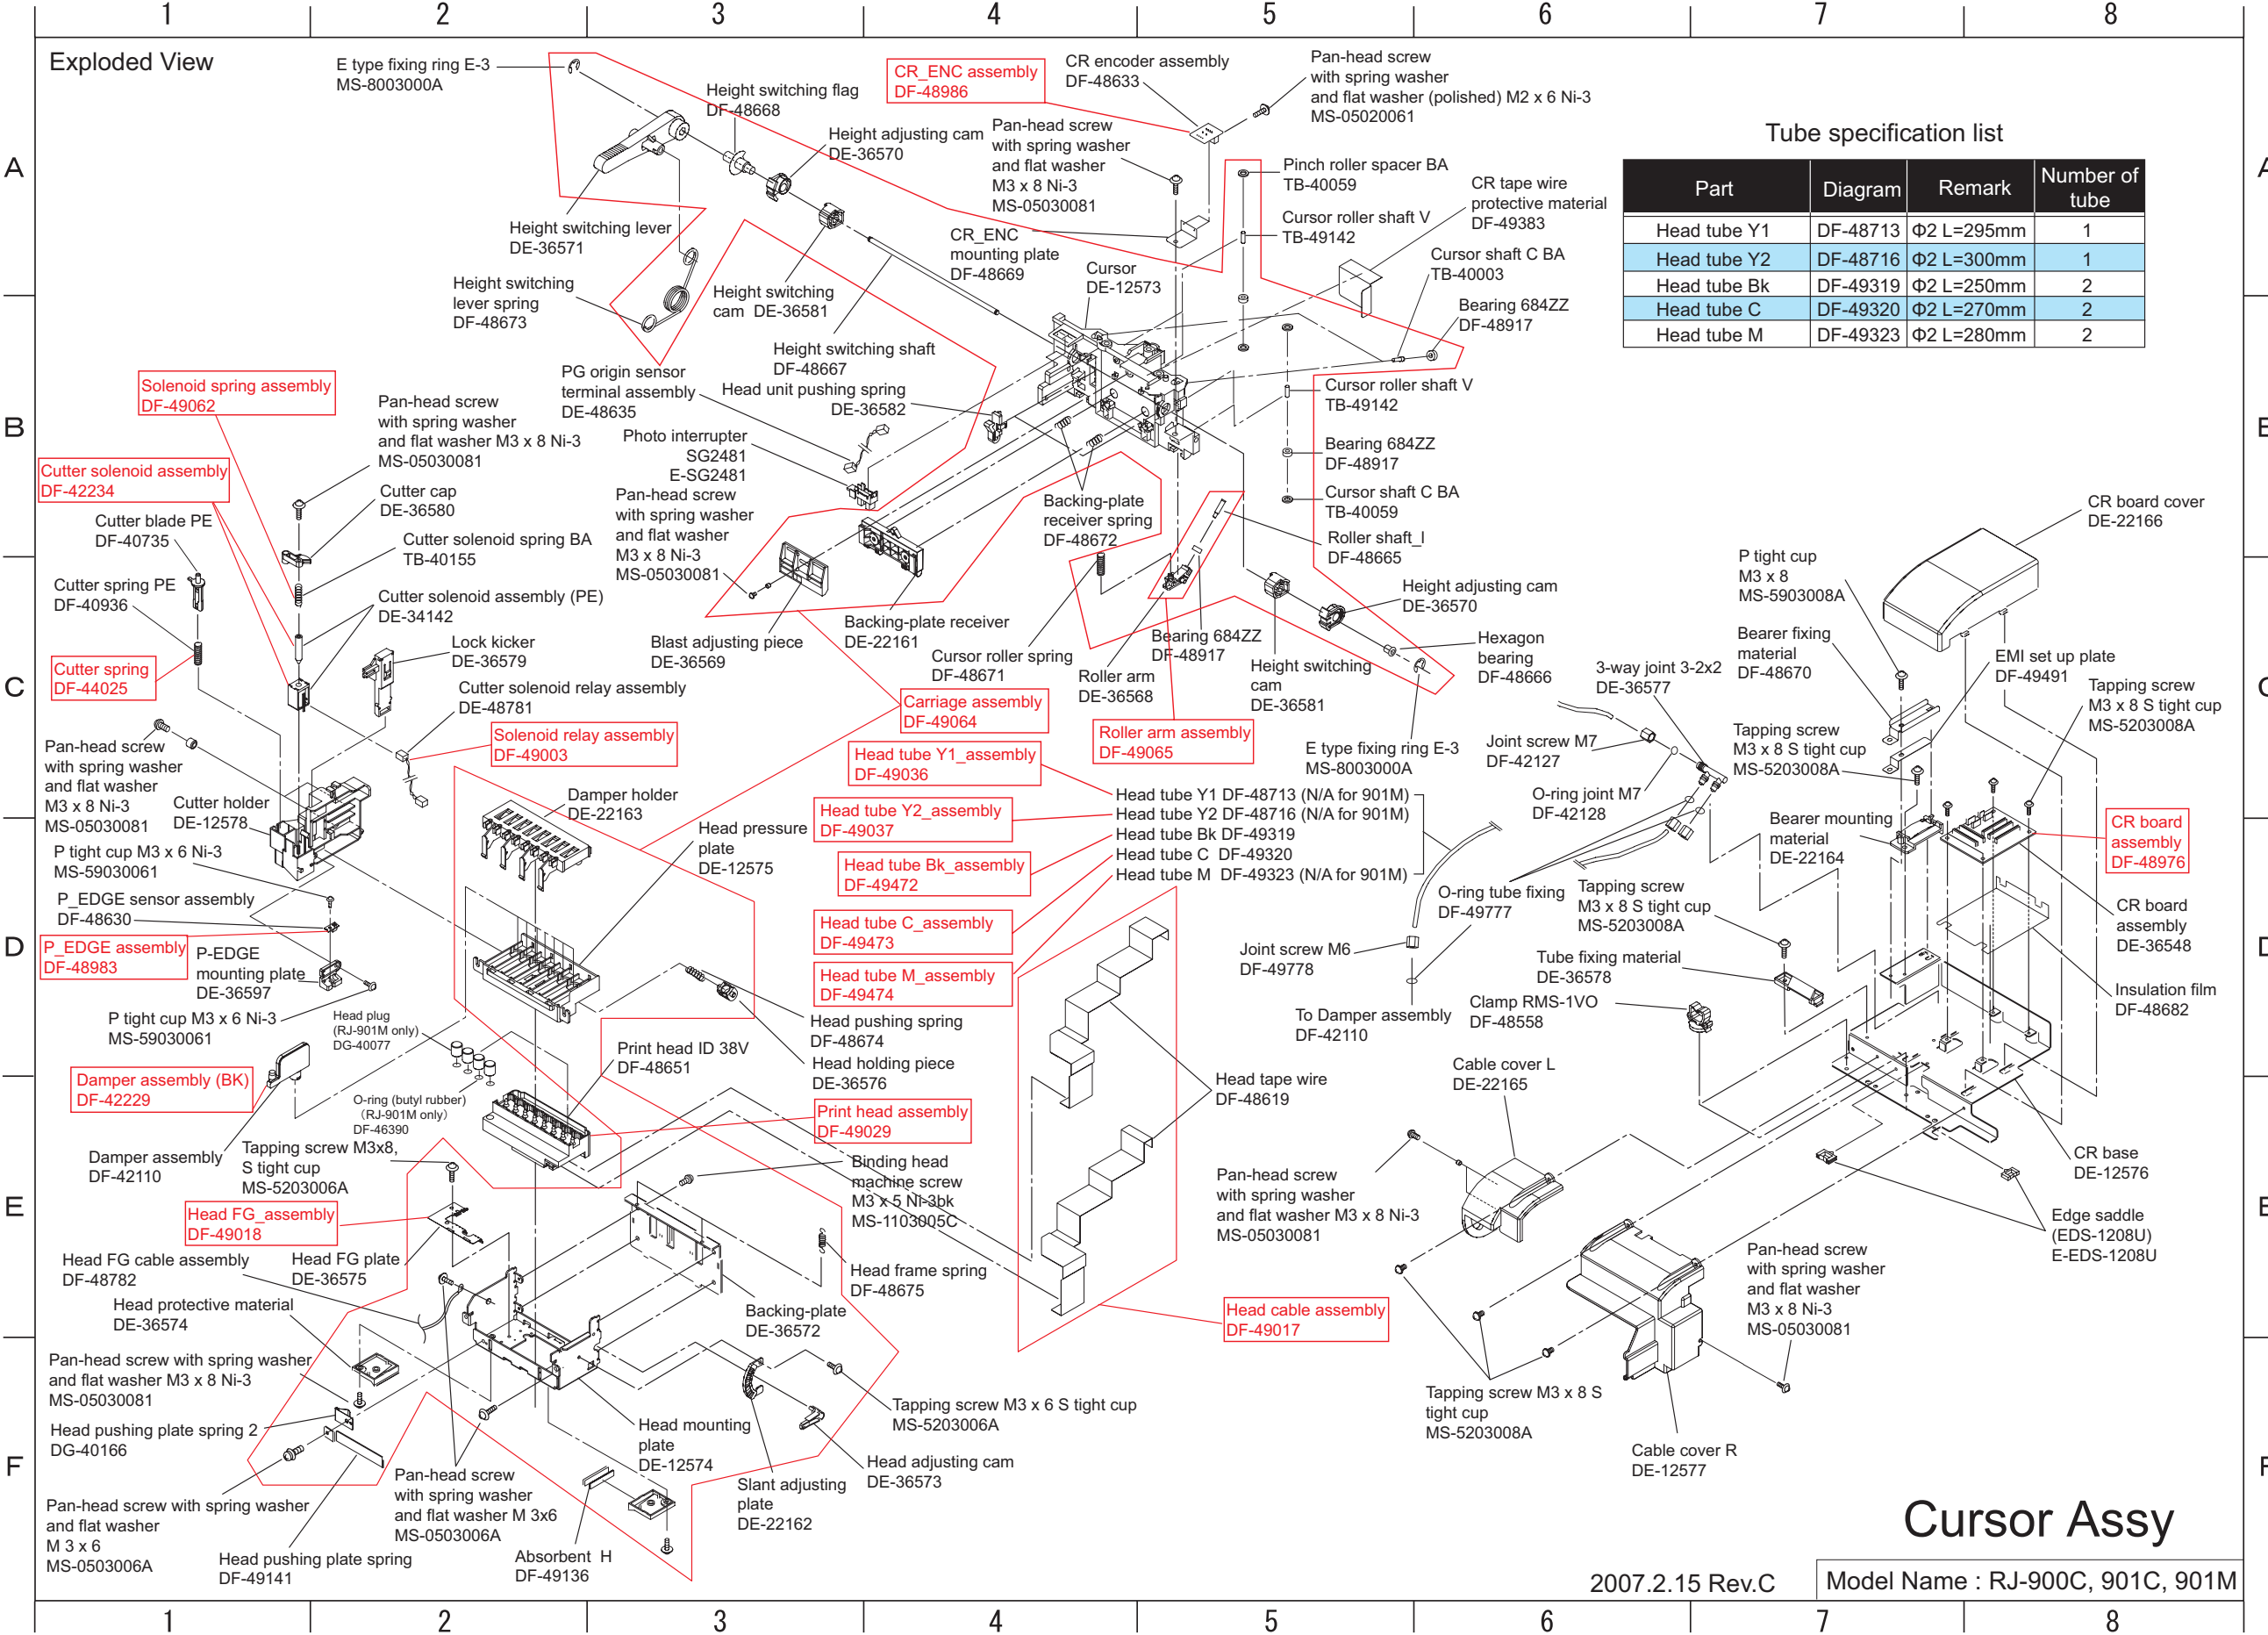 1 2 3 4 5 6 7 8
Exploded View
E type fixing ring E-3
MS-8003000A
Height switching flag
DF-48668
Height adjusting cam
DE-36570
CR_ENC assembly
DF-48986
CR encoder assembly
DF-48633
Pan-head screw
with spring washer
and flat washer (polished) M2 x 6 Ni-3
MS-05020061
Pan-head screw
with spring washer
and flat washer
M3 x 8 Ni-3
MS-05030081
Pinch roller spacer BA
TB-40059
CR tape wire
protective material
DF-49383
Cursor roller shaft V
TB-49142
Cursor shaft C BA
TB-40003
Bearing 684ZZ
DF-48917
Tube specification list
Part Diagram Remark Number of
tube
Head tube Y1 DF-48713 Φ2 L=295mm 1
Head tube Y2 DF-48716 Φ2 L=300mm 1
Head tube Bk DF-49319 Φ2 L=250mm 2
Head tube C DF-49320 Φ2 L=270mm 2
Head tube M DF-49323 Φ2 L=280mm 2
A
A
Height switching lever
DE-36571
Height switching
lever spring
DF-48673
Height switching
cam DE-36581
CR_ENC
mounting plate
DF-48669
Cursor
DE-12573
Height switching shaft
DF-48667
Head unit pushing spring
DE-36582
PG origin sensor
terminal assembly
DE-48635
Photo interrupter
SG2481
E-SG2481
Pan-head screw
with spring washer
and flat washer
M3 x 8 Ni-3
MS-05030081
Solenoid spring assembly
DF-49062
Pan-head screw
with spring washer
and flat washer M3 x 8 Ni-3
MS-05030081
B
Cutter solenoid assembly
DF-42234
Cutter cap
DE-36580
Cutter blade PE
DF-40735
Cutter solenoid spring BA
TB-40155
Cutter spring PE
DF-40936
Cutter solenoid assembly (PE)
DE-34142
Lock kicker
DE-36579
Cutter spring
DF-44025
Cutter solenoid relay assembly
DE-48781
Solenoid relay assembly
DF-49003
Cursor roller shaft V
TB-49142
Bearing 684ZZ
DF-48917
Cursor shaft C BA
TB-40059
Backing-plate
receiver spring
DF-48672
Roller shaft_l
DF-48665
Height adjusting cam
DE-36570
Blast adjusting piece
DE-36569
Backing-plate receiver
DE-22161
Cursor roller spring
DF-48671
Bearing 684ZZ
DF-48917
Roller arm
DE-36568
Height switching
cam
DE-36581
Hexagon
bearing
DF-48666
E type fixing ring E-3
MS-8003000A
Carriage assembly
DF-49064
Roller arm assembly
DF-49065
B
CR board cover
DE-22166
P tight cup
M3 x 8
MS-5903008A
Bearer fixing
material
DF-48670
EMI set up plate
DF-49491
Tapping screw
M3 x 8 S tight cup
MS-5203008A
3-way joint 3-2x2
DE-36577
Joint screw M7
DF-42127
Tapping screw
M3 x 8 S tight cup
MS-5203008A
O-ring joint M7
DF-42128
C
C
Pan-head screw
with spring washer
and flat washer
M3 x 8 Ni-3
MS-05030081
Cutter holder
DE-12578
P tight cup M3 x 6 Ni-3
MS-59030061
P_EDGE sensor assembly
DF-48630
P_EDGE assembly
DF-48983
P-EDGE
mounting plate
DE-36597
P tight cup M3 x 6 Ni-3
MS-59030061
Damper holder
DE-22163
Head pressure
plate
DE-12575
Head tube Y1_assembly
DF-49036
Head tube Y2_assembly
DF-49037
Head tube Bk_assembly
DF-49472
Head tube C_assembly
DF-49473
Head tube M_assembly
DF-49474
Head tube Y1 DF-48713 (N/A for 901M)
Head tube Y2 DF-48716 (N/A for 901M)
Head tube Bk DF-49319
Head tube C DF-49320
Head tube M DF-49323 (N/A for 901M)
O-ring tube fixing
DF-49777
Joint screw M6
DF-49778
To Damper assembly
DF-42110
Bearer mounting
material
DE-22164
Tapping screw
M3 x 8 S tight cup
MS-5203008A
CR board
assembly
DF-48976
CR board
assembly
DE-36548
Tube fixing material
DE-36578
Clamp RMS-1VO
DF-48558
Insulation film
DF-48682
D
D
Head plug
(RJ-901M only)
DG-40077
Head pushing spring
DF-48674
Head holding piece
DE-36576
Print head ID 38V
DF-48651
Damper assembly (BK)
DF-42229
O-ring (butyl rubber)
(RJ-901M only)
DF-46390
Print head assembly
DF-49029
Head tape wire
DF-48619
Cable cover L
DE-22165
CR base
DE-12576
Damper assembly
DF-42110
Tapping screw M3x8,
S tight cup
MS-5203006A
Binding head
machine screw
M3 x 5 Ni-3bk
MS-1103005C
Pan-head screw
with spring washer
and flat washer M3 x 8 Ni-3
MS-05030081
E
E
Head FG_assembly
DF-49018
Edge saddle
(EDS-1208U)
E-EDS-1208U
Head FG cable assembly
DF-48782
Head FG plate
DE-36575
Head frame spring
DF-48675
Pan-head screw
with spring washer
and flat washer
M3 x 8 Ni-3
MS-05030081
Head protective material
DE-36574
Backing-plate
DE-36572
Head cable assembly
DF-49017
Pan-head screw with spring washer
and flat washer M3 x 8 Ni-3
MS-05030081
Head pushing plate spring 2
DG-40166
Tapping screw M3 x 6 S tight cup
MS-5203006A
Tapping screw M3 x 8 S
tight cup
MS-5203008A
Head mounting
plate
DE-12574
Head adjusting cam
DE-36573
Cable cover R
DE-12577
F
F
Pan-head screw
with spring washer
and flat washer M 3x6
MS-0503006A
Slant adjusting
plate
DE-22162
Pan-head screw with spring washer
and flat washer
M 3 x 6
MS-0503006A
Head pushing plate spring
DF-49141
Absorbent H
DF-49136
Cursor Assy
2007.2.15 Rev.C
Model Name : RJ-900C, 901C, 901M
1 2 3 4 5 6 7 8